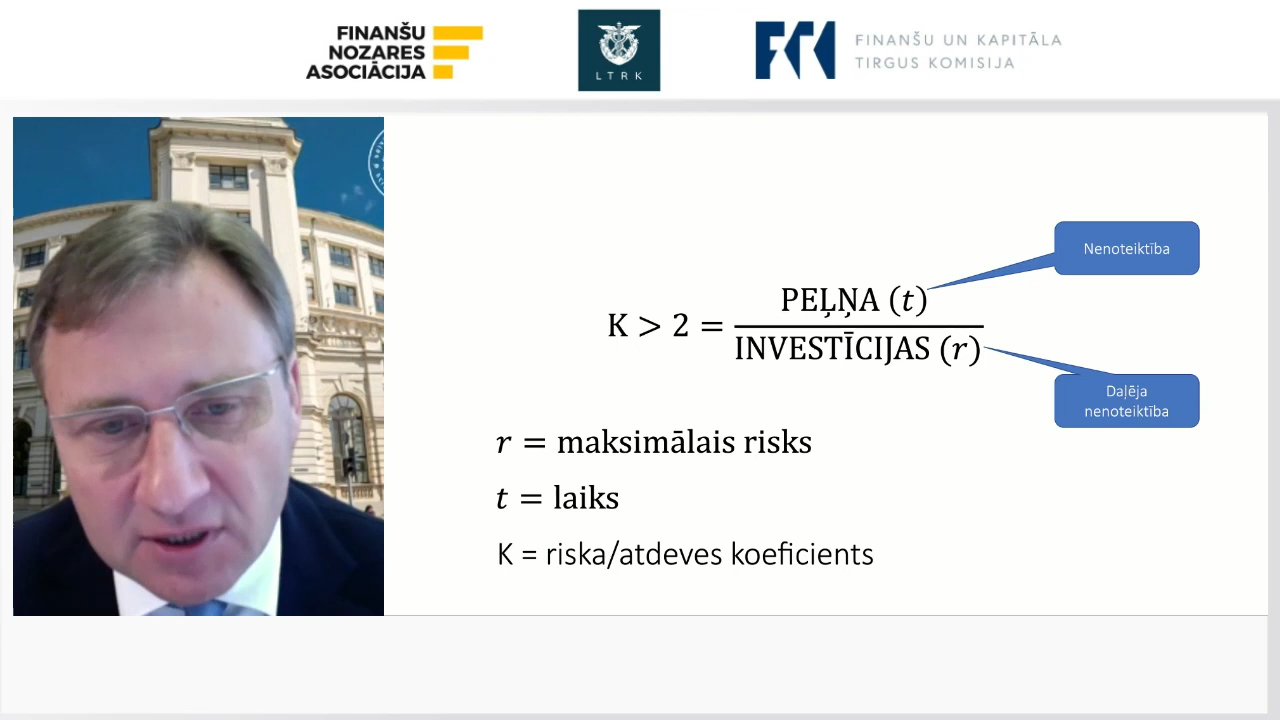 FINANŠU
NOZARES
ASOCIĀCIJA
LTRK
FINANŠU UN KAPITĀLA
TIRGUS KOMISIJA
Nenoteiktība
K > 2 = PEĻŅA (t)
INVESTĪCIJAS (r)
Daļēja
nenoteiktība
r = maksimālais risks
t = laiks
K = riska/atdeves koeficients